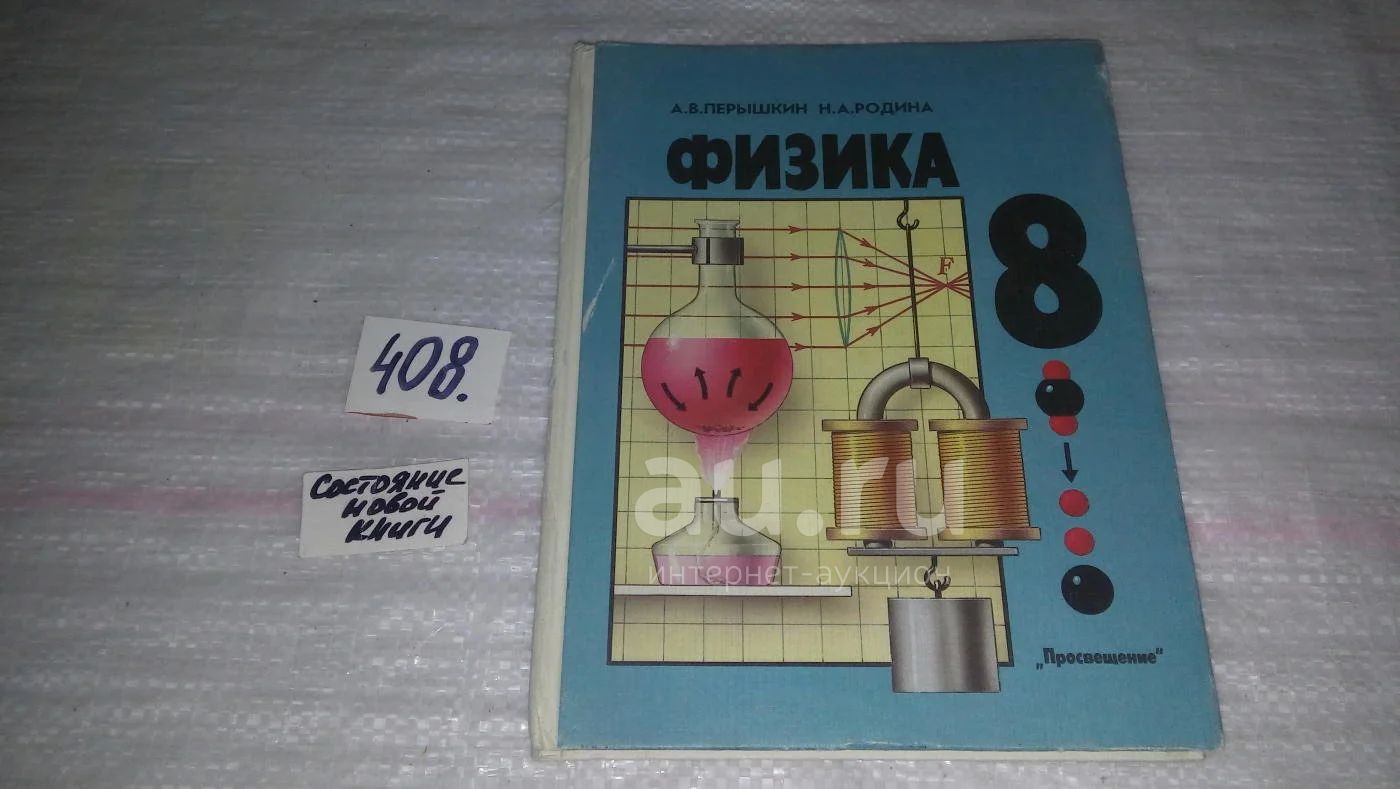 А.В.ПЕРЫШКИН Н.А.РОДИНА
ФИЗИКА
8
F
408.
Состояние
новой
книги
au.ru
интернет-аукцион
„Просвещение"